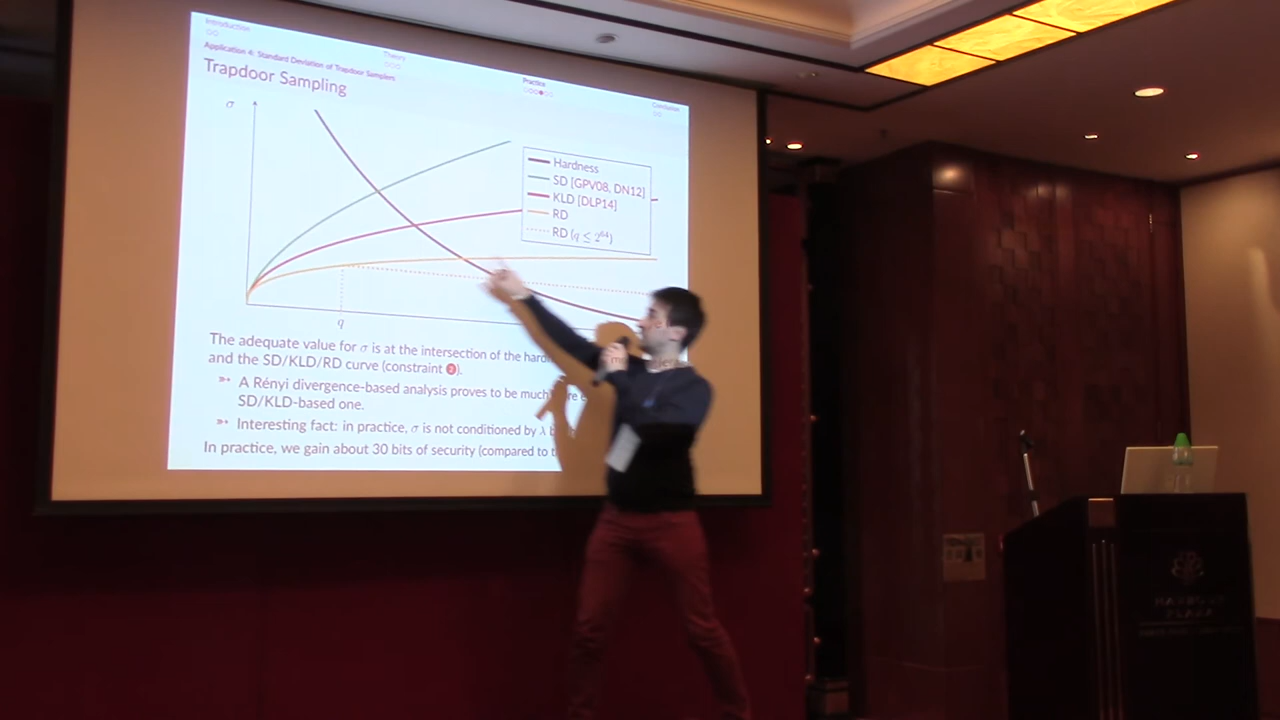 Introduction
Theory
Practice
Conclusion
Application 4: Standard Deviation of Trapdoor Samplers
Trapdoor Sampling
σ
Hardness
SD [GPV08, DN12]
KLD [DLP14]
RD
RD (q ≤ 2^64)
q
The adequate value for σ is at the intersection of the
and the SD/KLD/RD curve (constraint 2).
➳ A Rényi divergence-based analysis proves to be much
SD/KLD-based one.
➳ Interesting fact: in practice, σ is not conditioned by λ
In practice, we gain about 30 bits of security (compared to
HARBOUR
PLAZA